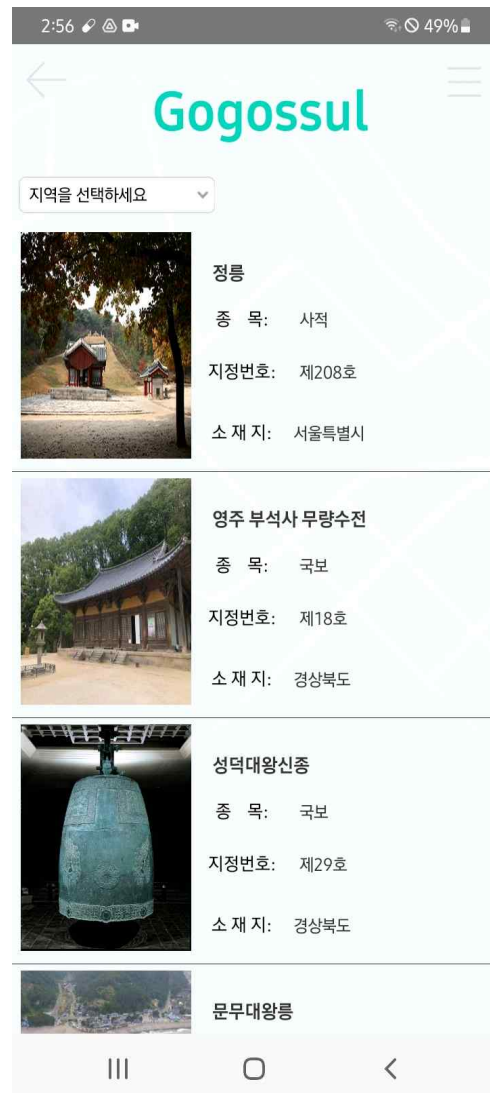 2:56 49%
Gogossul
지역을 선택하세요
정릉
종 목: 사적
지정번호: 제208호
소 재 지: 서울특별시
영주 부석사 무량수전
종 목: 국보
지정번호: 제18호
소 재 지: 경상북도
성덕대왕신종
종 목: 국보
지정번호: 제29호
소 재 지: 경상북도
문무대왕릉